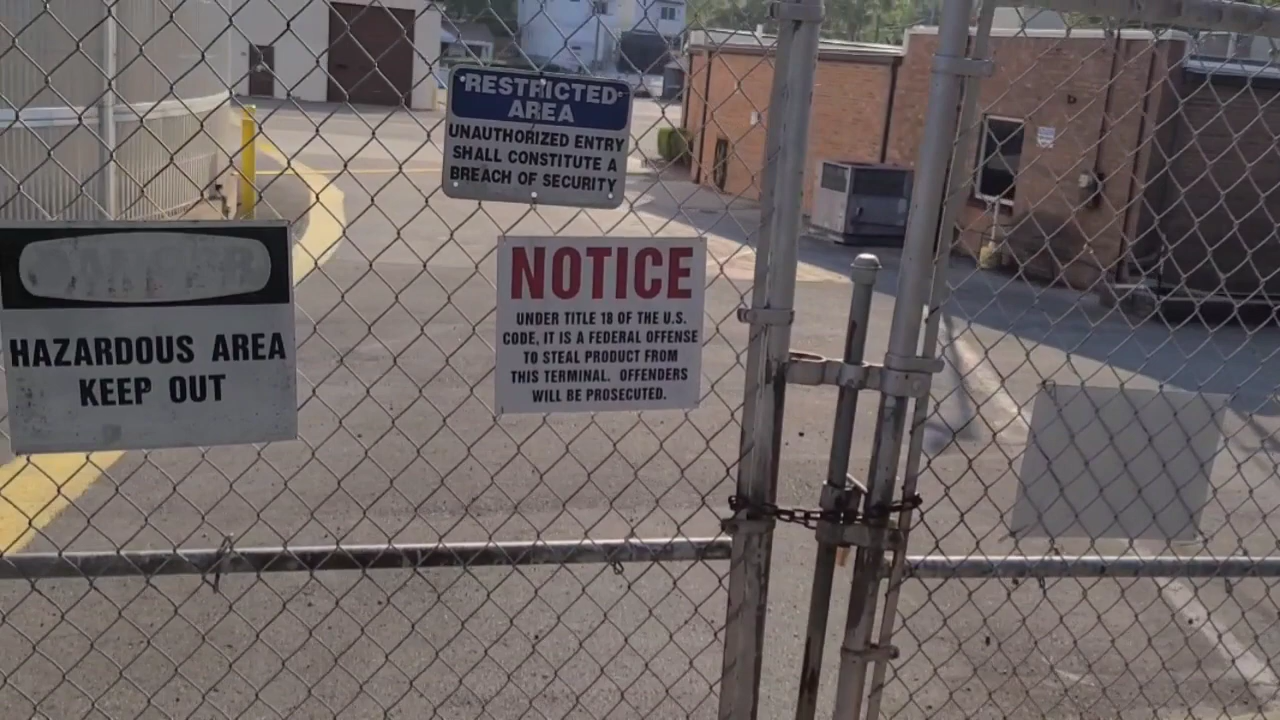 RESTRICTED
AREA
UNAUTHORIZED ENTRY
SHALL CONSTITUTE A
BREACH OF SECURITY
DANGER
HAZARDOUS AREA
KEEP OUT
NOTICE
UNDER TITLE 18 OF THE U.S.
CODE, IT IS A FEDERAL OFFENSE
TO STEAL PRODUCT FROM
THIS TERMINAL. OFFENDERS
WILL BE PROSECUTED.